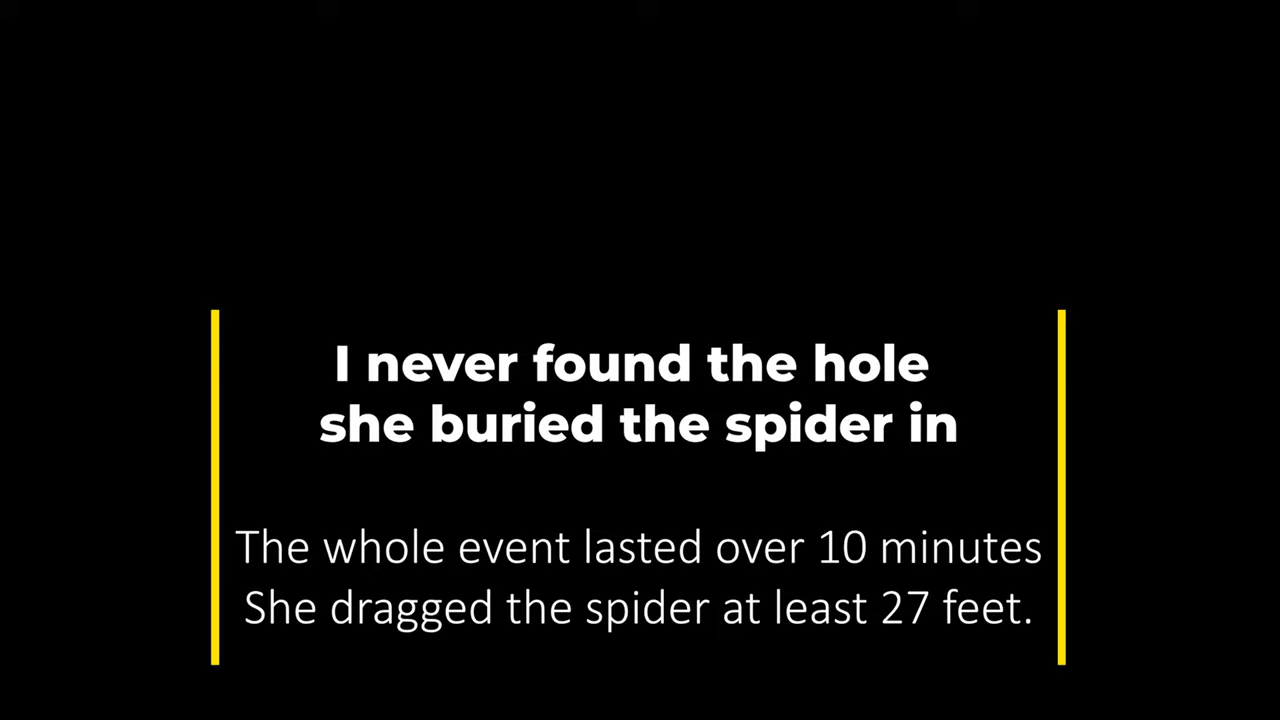 I never found the hole
she buried the spider in
The whole event lasted over 10 minutes
She dragged the spider at least 27 feet.